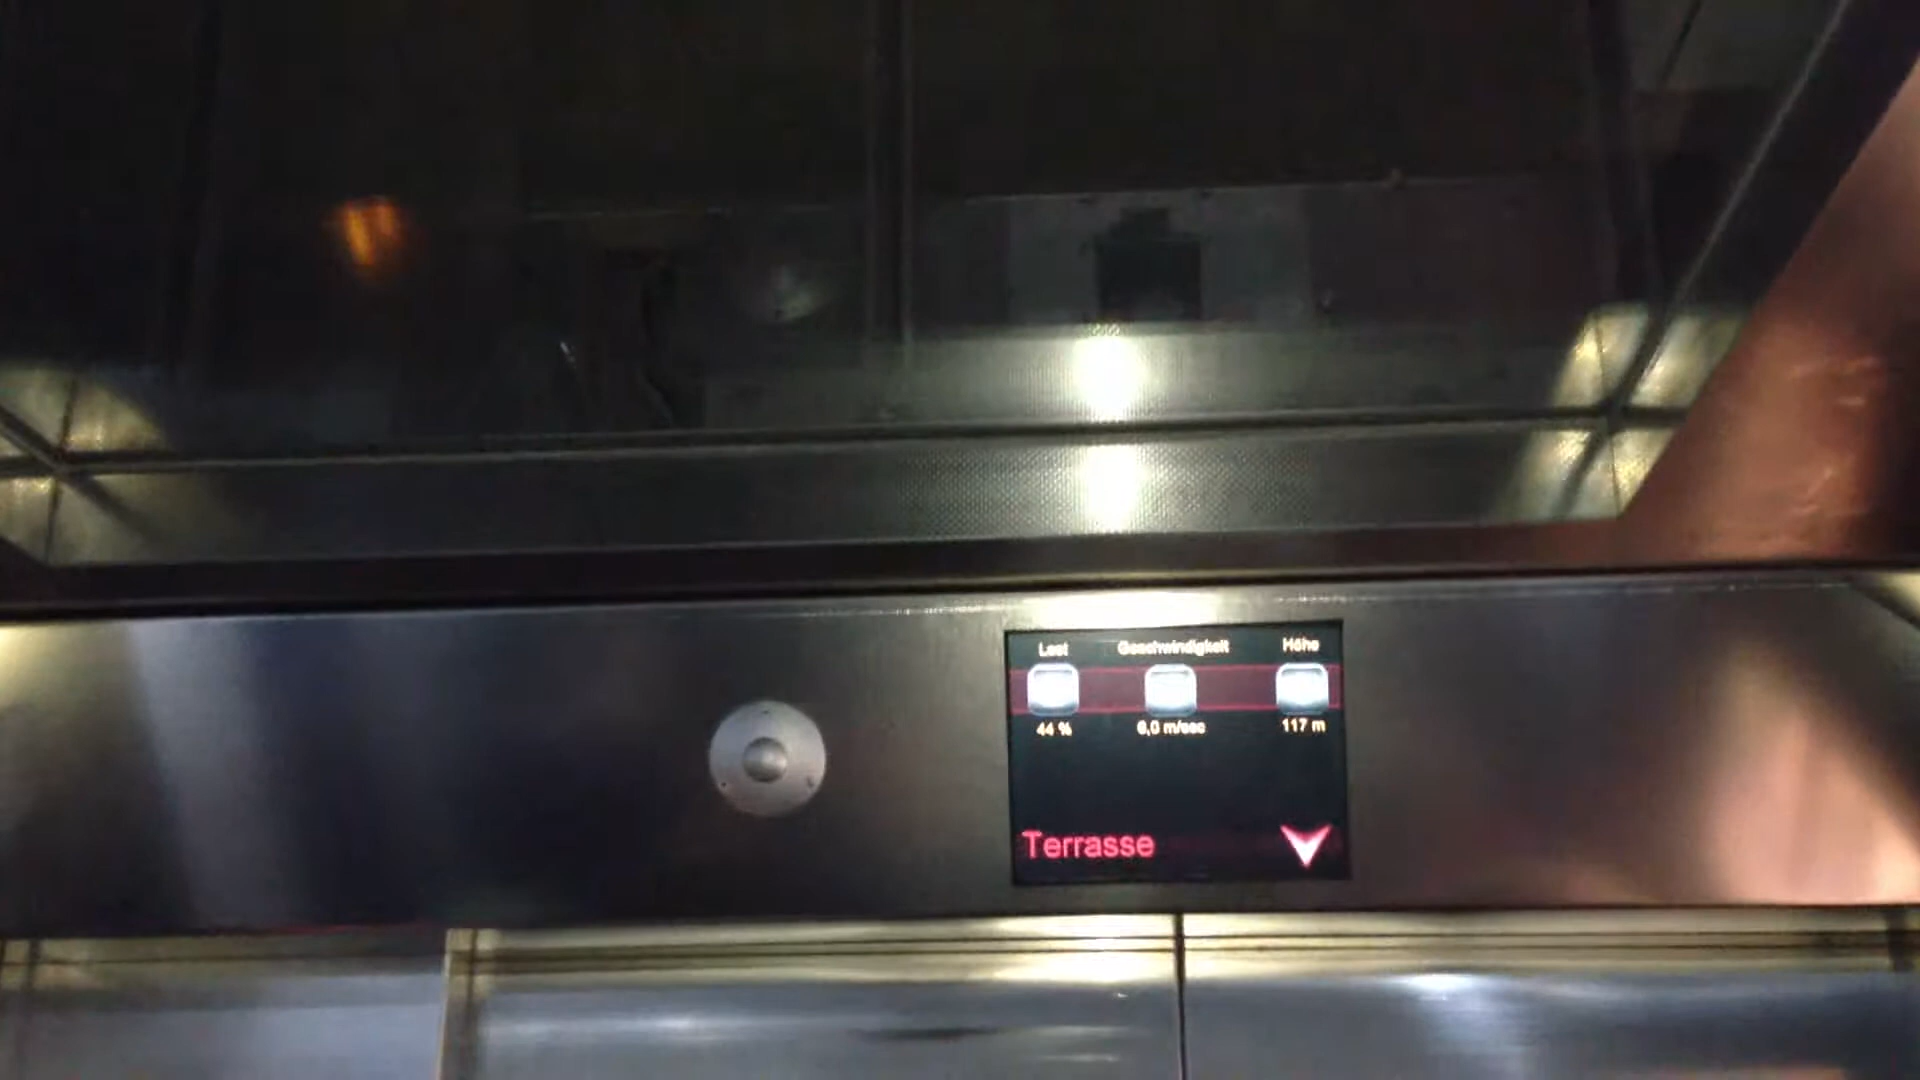 Last Geschwindigkeit Höhe
44 % 6,0 m/sec 117 m
Terrasse